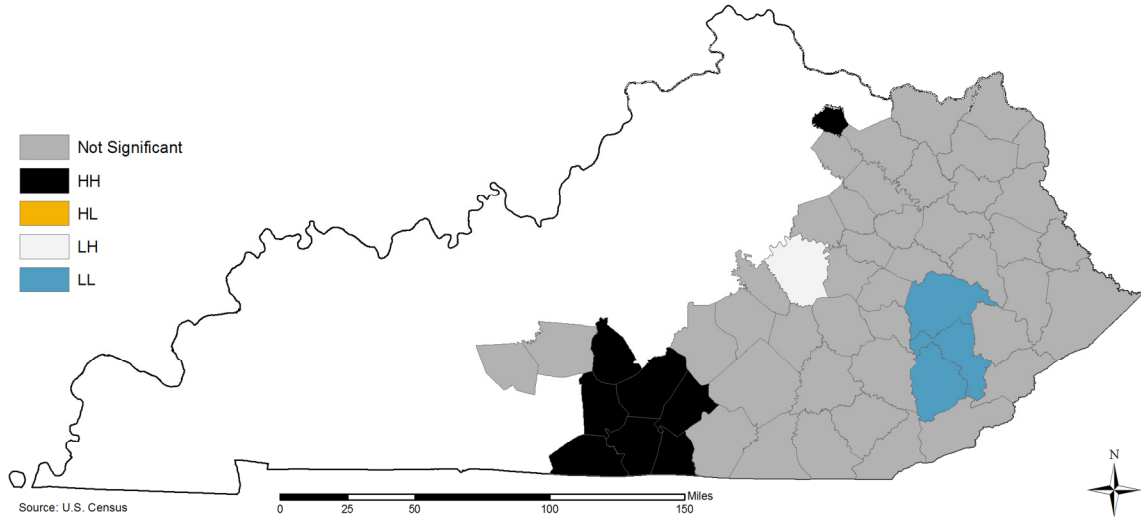 Not Significant
HH
HL
LH
LL
N
Miles
0 25 50 100 150
Source: U.S. Census